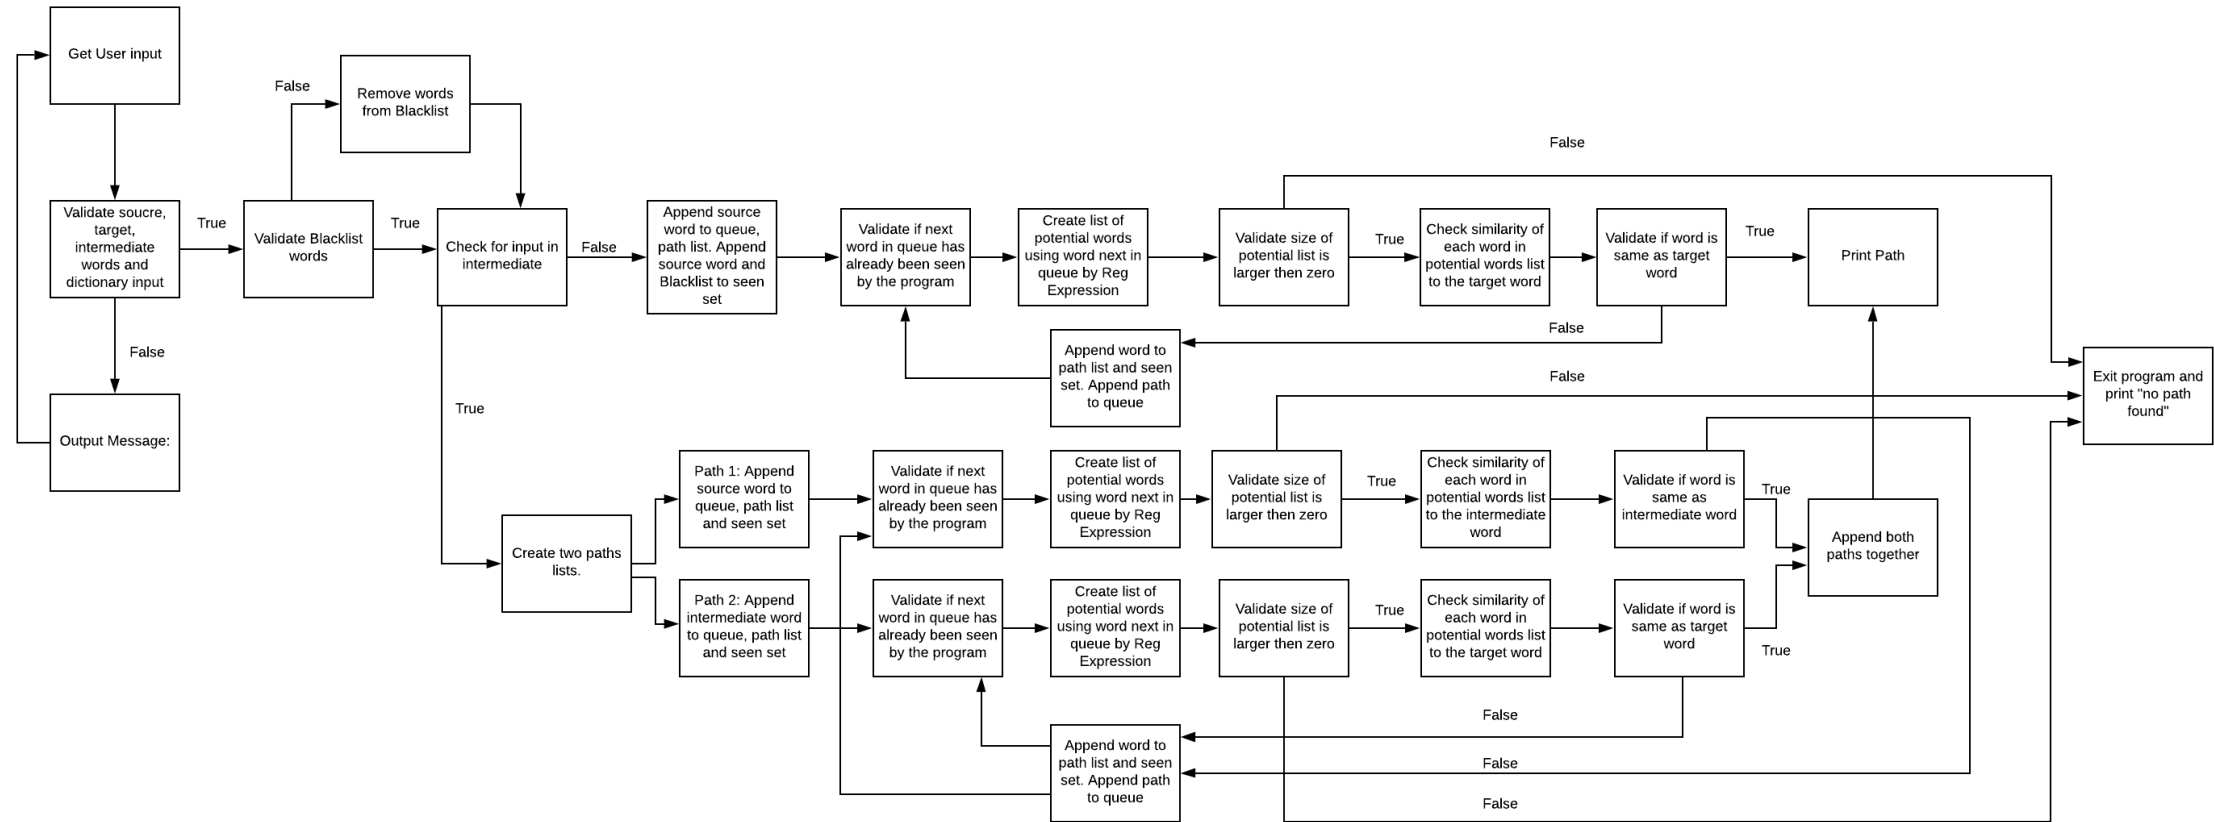 Get User input
False
Remove words
from Blacklist
Validate soucre,
target,
intermediate
words and
dictionary input
True
Validate Blacklist
words
True
Check for input in
intermediate
False
Append source
word to queue,
path list. Append
source word and
Blacklist to seen
set
Validate if next
word in queue has
already been seen
by the program
Create list of
potential words
using word next in
queue by Reg
Expression
Validate size of
potential list is
larger then zero
True
Check similarity of
each word in
potential words list
to the target word
Validate if word is
same as target
word
True
Print Path
False
False
False
Output Message:
True
Append word to
path list and seen
set. Append path
to queue
False
Exit program and
print "no path
found"
Create two paths
lists.
Path 1: Append
source word to
queue, path list
and seen set
Validate if next
word in queue has
already been seen
by the program
Create list of
potential words
using word next in
queue by Reg
Expression
Validate size of
potential list is
larger then zero
True
Check similarity of
each word in
potential words list
to the intermediate
word
Validate if word is
same as
intermediate word
True
Append both
paths together
Path 2: Append
intermediate word
to queue, path list
and seen set
Validate if next
word in queue has
already been seen
by the program
Create list of
potential words
using word next in
queue by Reg
Expression
Validate size of
potential list is
larger then zero
True
Check similarity of
each word in
potential words list
to the target word
Validate if word is
same as target
word
True
False
Append word to
path list and seen
set. Append path
to queue
False
False